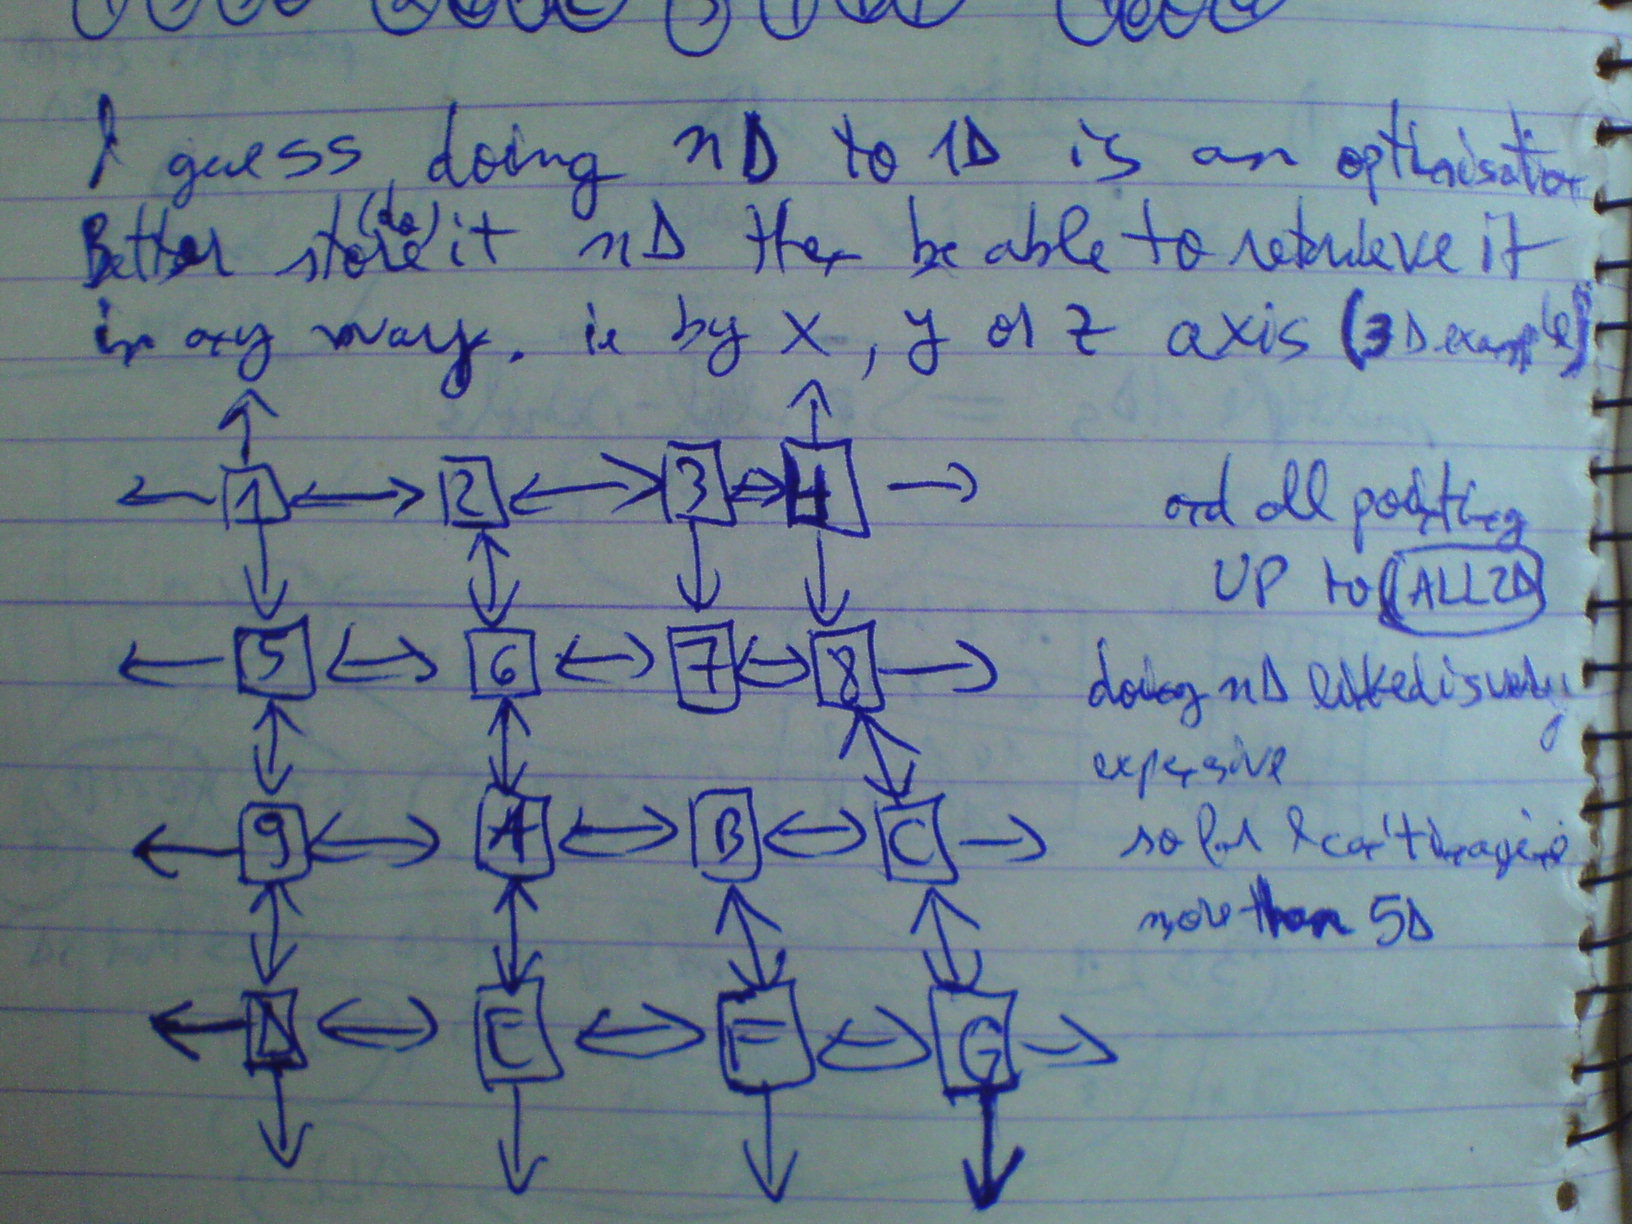 I guess doing nD to 1D is an optimisation
Better store (do) it nD then be able to retrieve it
in any way. ie by x, y or z axis (3D example)
1 2 3 4
and all pointing
UP to ALL2D
5 6 7 8
doing nD linked is very
expensive
9 A B C
so far I can't imagine
more than 5D
D E F G